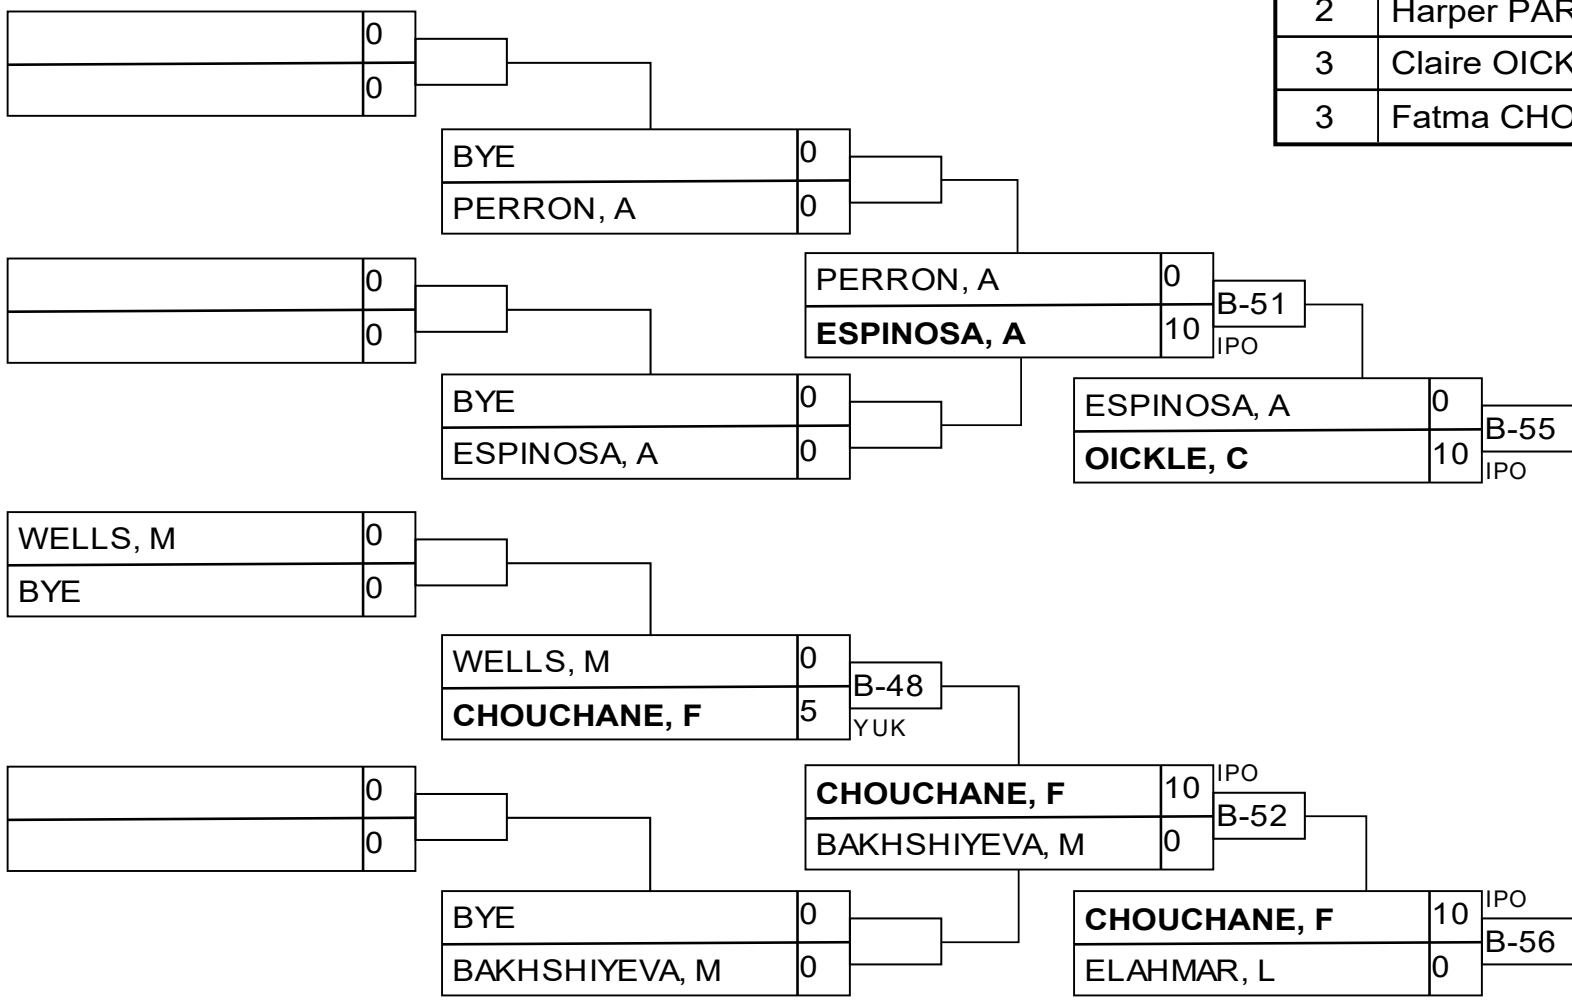 2 Harper PAR
3 Claire OICK
3 Fatma CHO
0
0
BYE 0
PERRON, A 0
0
0
PERRON, A 0
ESPINOSA, A 10
B-51
IPO
BYE 0
ESPINOSA, A 0
ESPINOSA, A 0
OICKLE, C 10
B-55
IPO
WELLS, M 0
BYE 0
WELLS, M 0
CHOUCHANE, F 5
B-48
YUK
0
0
IPO
CHOUCHANE, F 10
B-52
BAKHSHIYEVA, M 0
BYE 0
BAKHSHIYEVA, M 0
IPO
CHOUCHANE, F 10
B-56
ELAHMAR, L 0